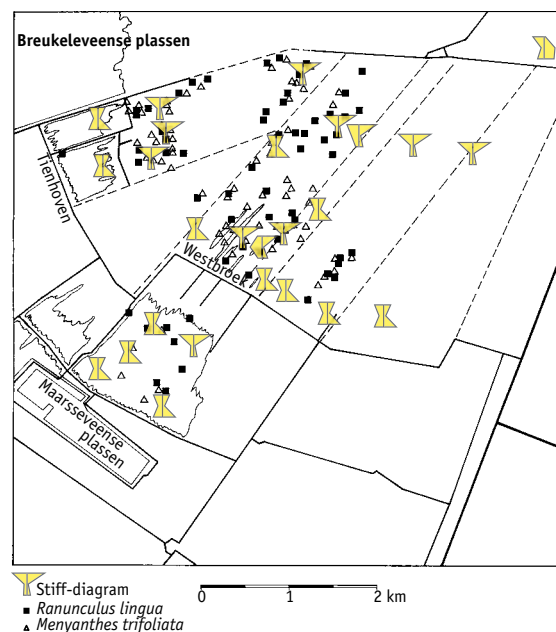 Breukeleveense plassen
Tienhoven
Westbroek
Maarsseveense
plassen
Stiff-diagram
Ranunculus lingua
Menyanthes trifoliata
0 1 2 km